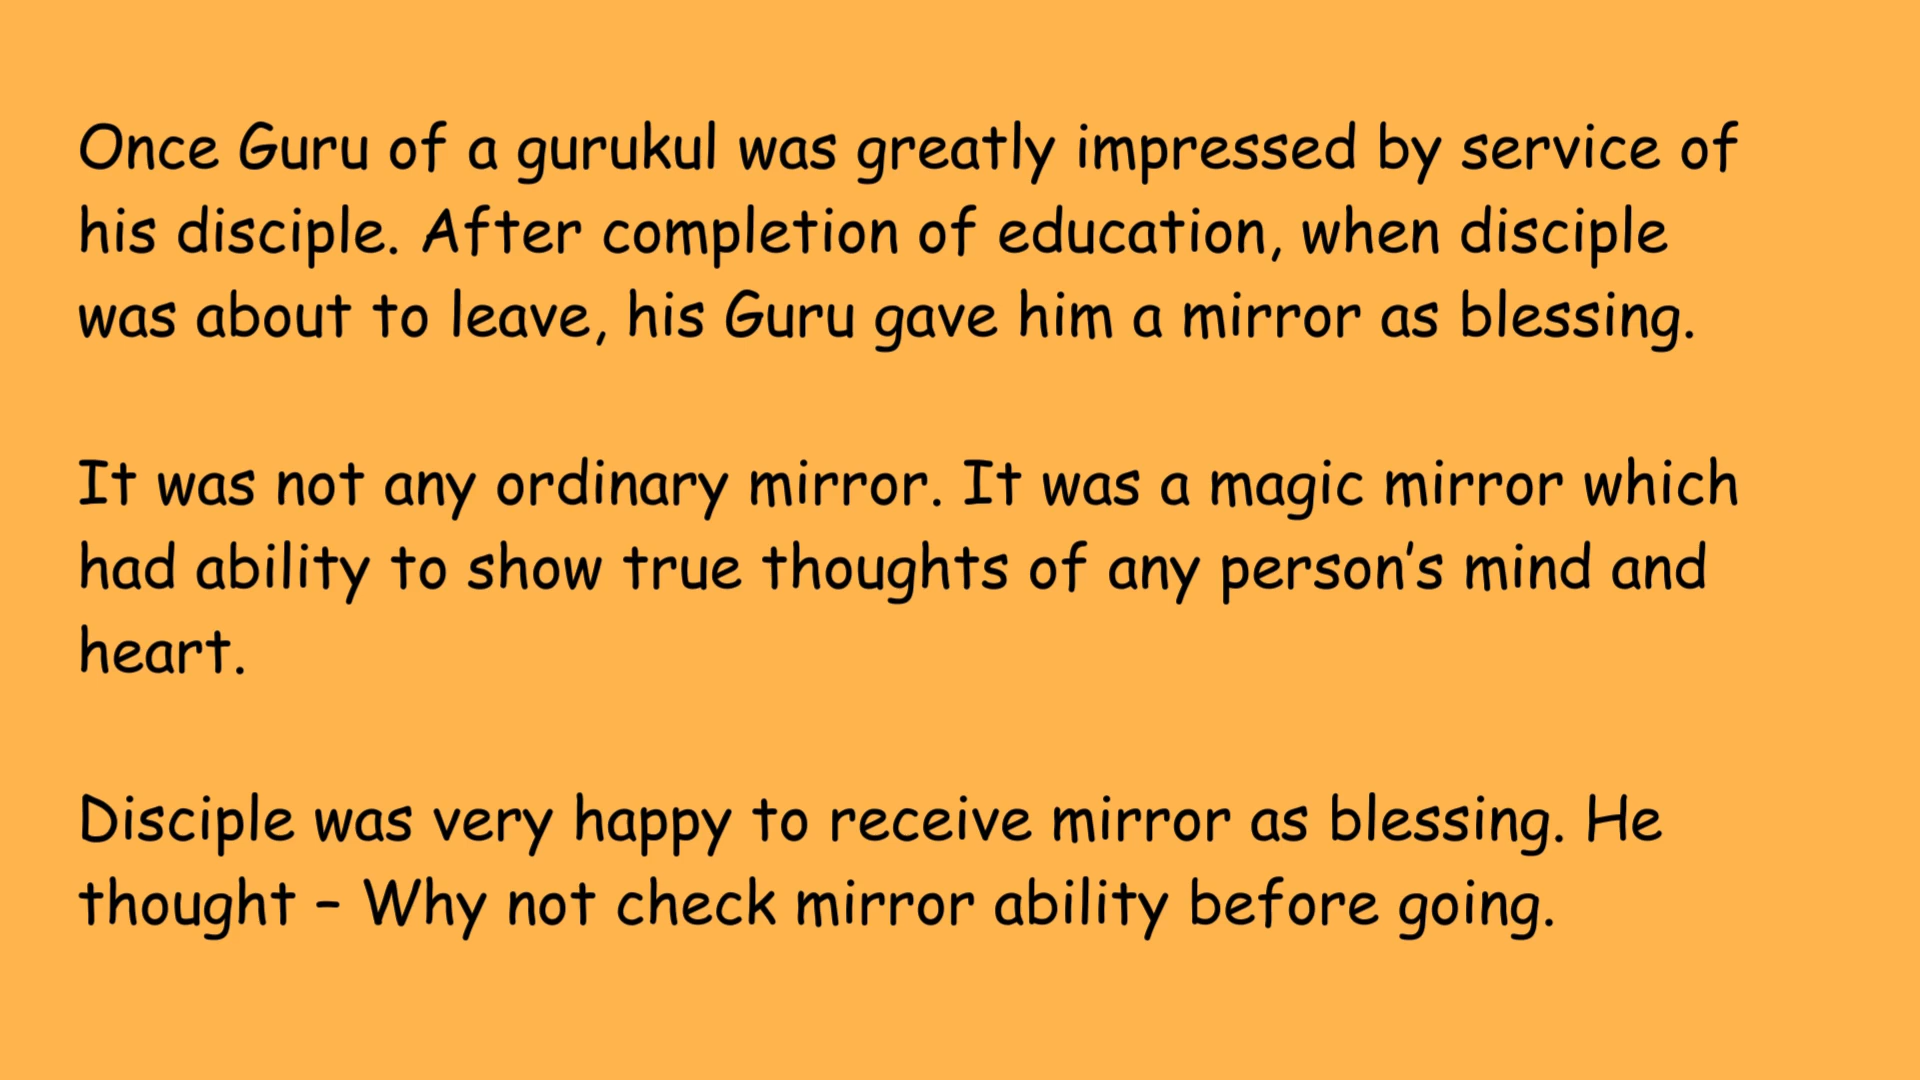 Once Guru of a gurukul was greatly impressed by service of
his disciple. After completion of education, when disciple
was about to leave, his Guru gave him a mirror as blessing.
It was not any ordinary mirror. It was a magic mirror which
had ability to show true thoughts of any person’s mind and
heart.
Disciple was very happy to receive mirror as blessing. He
thought – Why not check mirror ability before going.